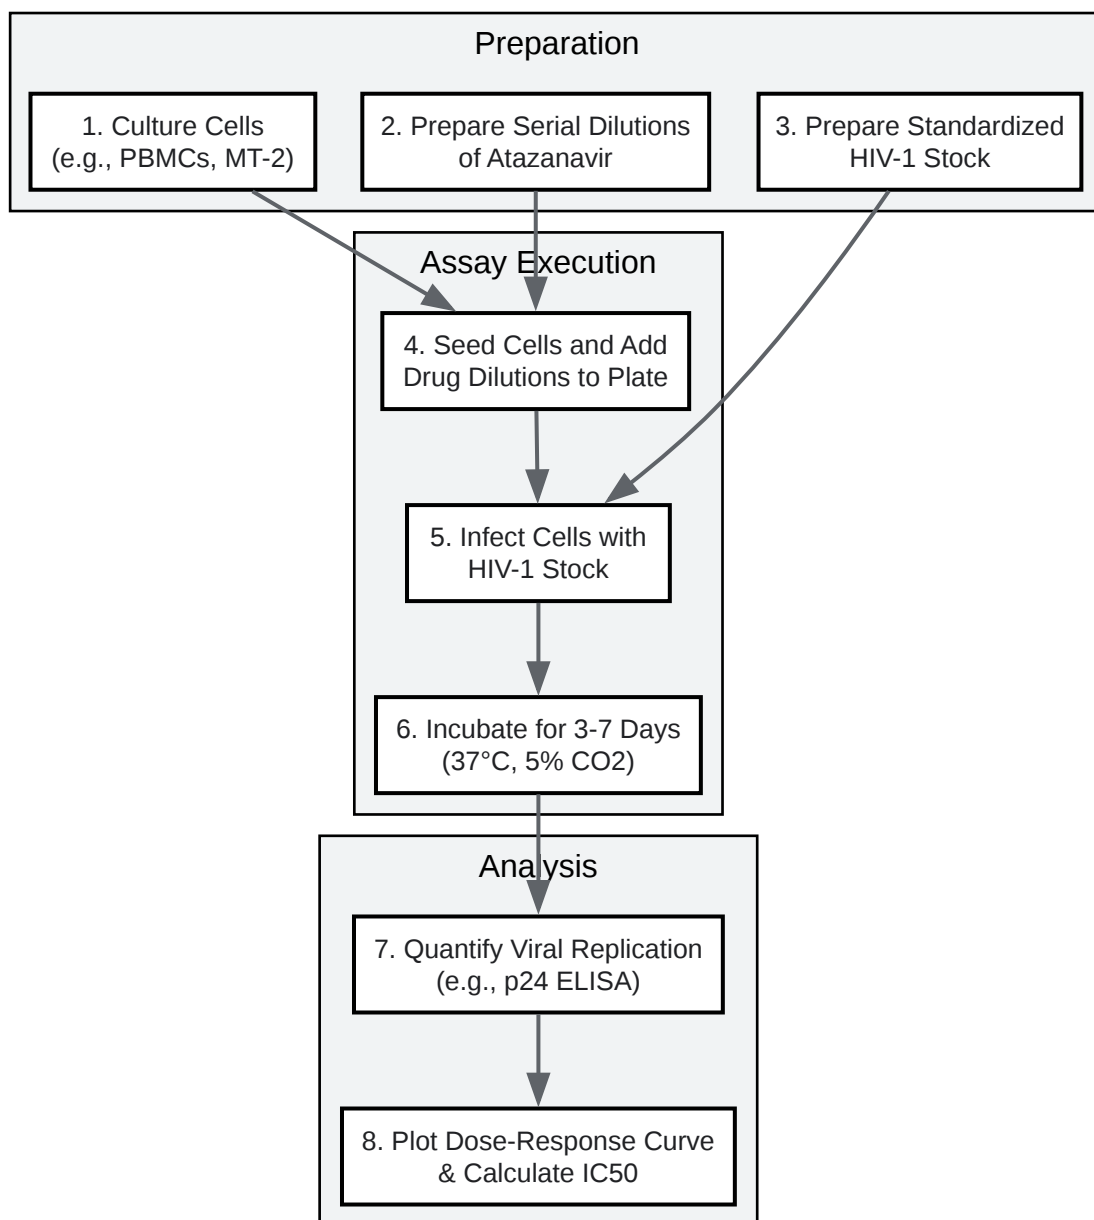 Preparation
1. Culture Cells
(e.g., PBMCs, MT-2)
2. Prepare Serial Dilutions
of Atazanavir
3. Prepare Standardized
HIV-1 Stock
Assay Execution
4. Seed Cells and Add
Drug Dilutions to Plate
5. Infect Cells with
HIV-1 Stock
6. Incubate for 3-7 Days
(37°C, 5% CO2)
Analysis
7. Quantify Viral Replication
(e.g., p24 ELISA)
8. Plot Dose-Response Curve
& Calculate IC50